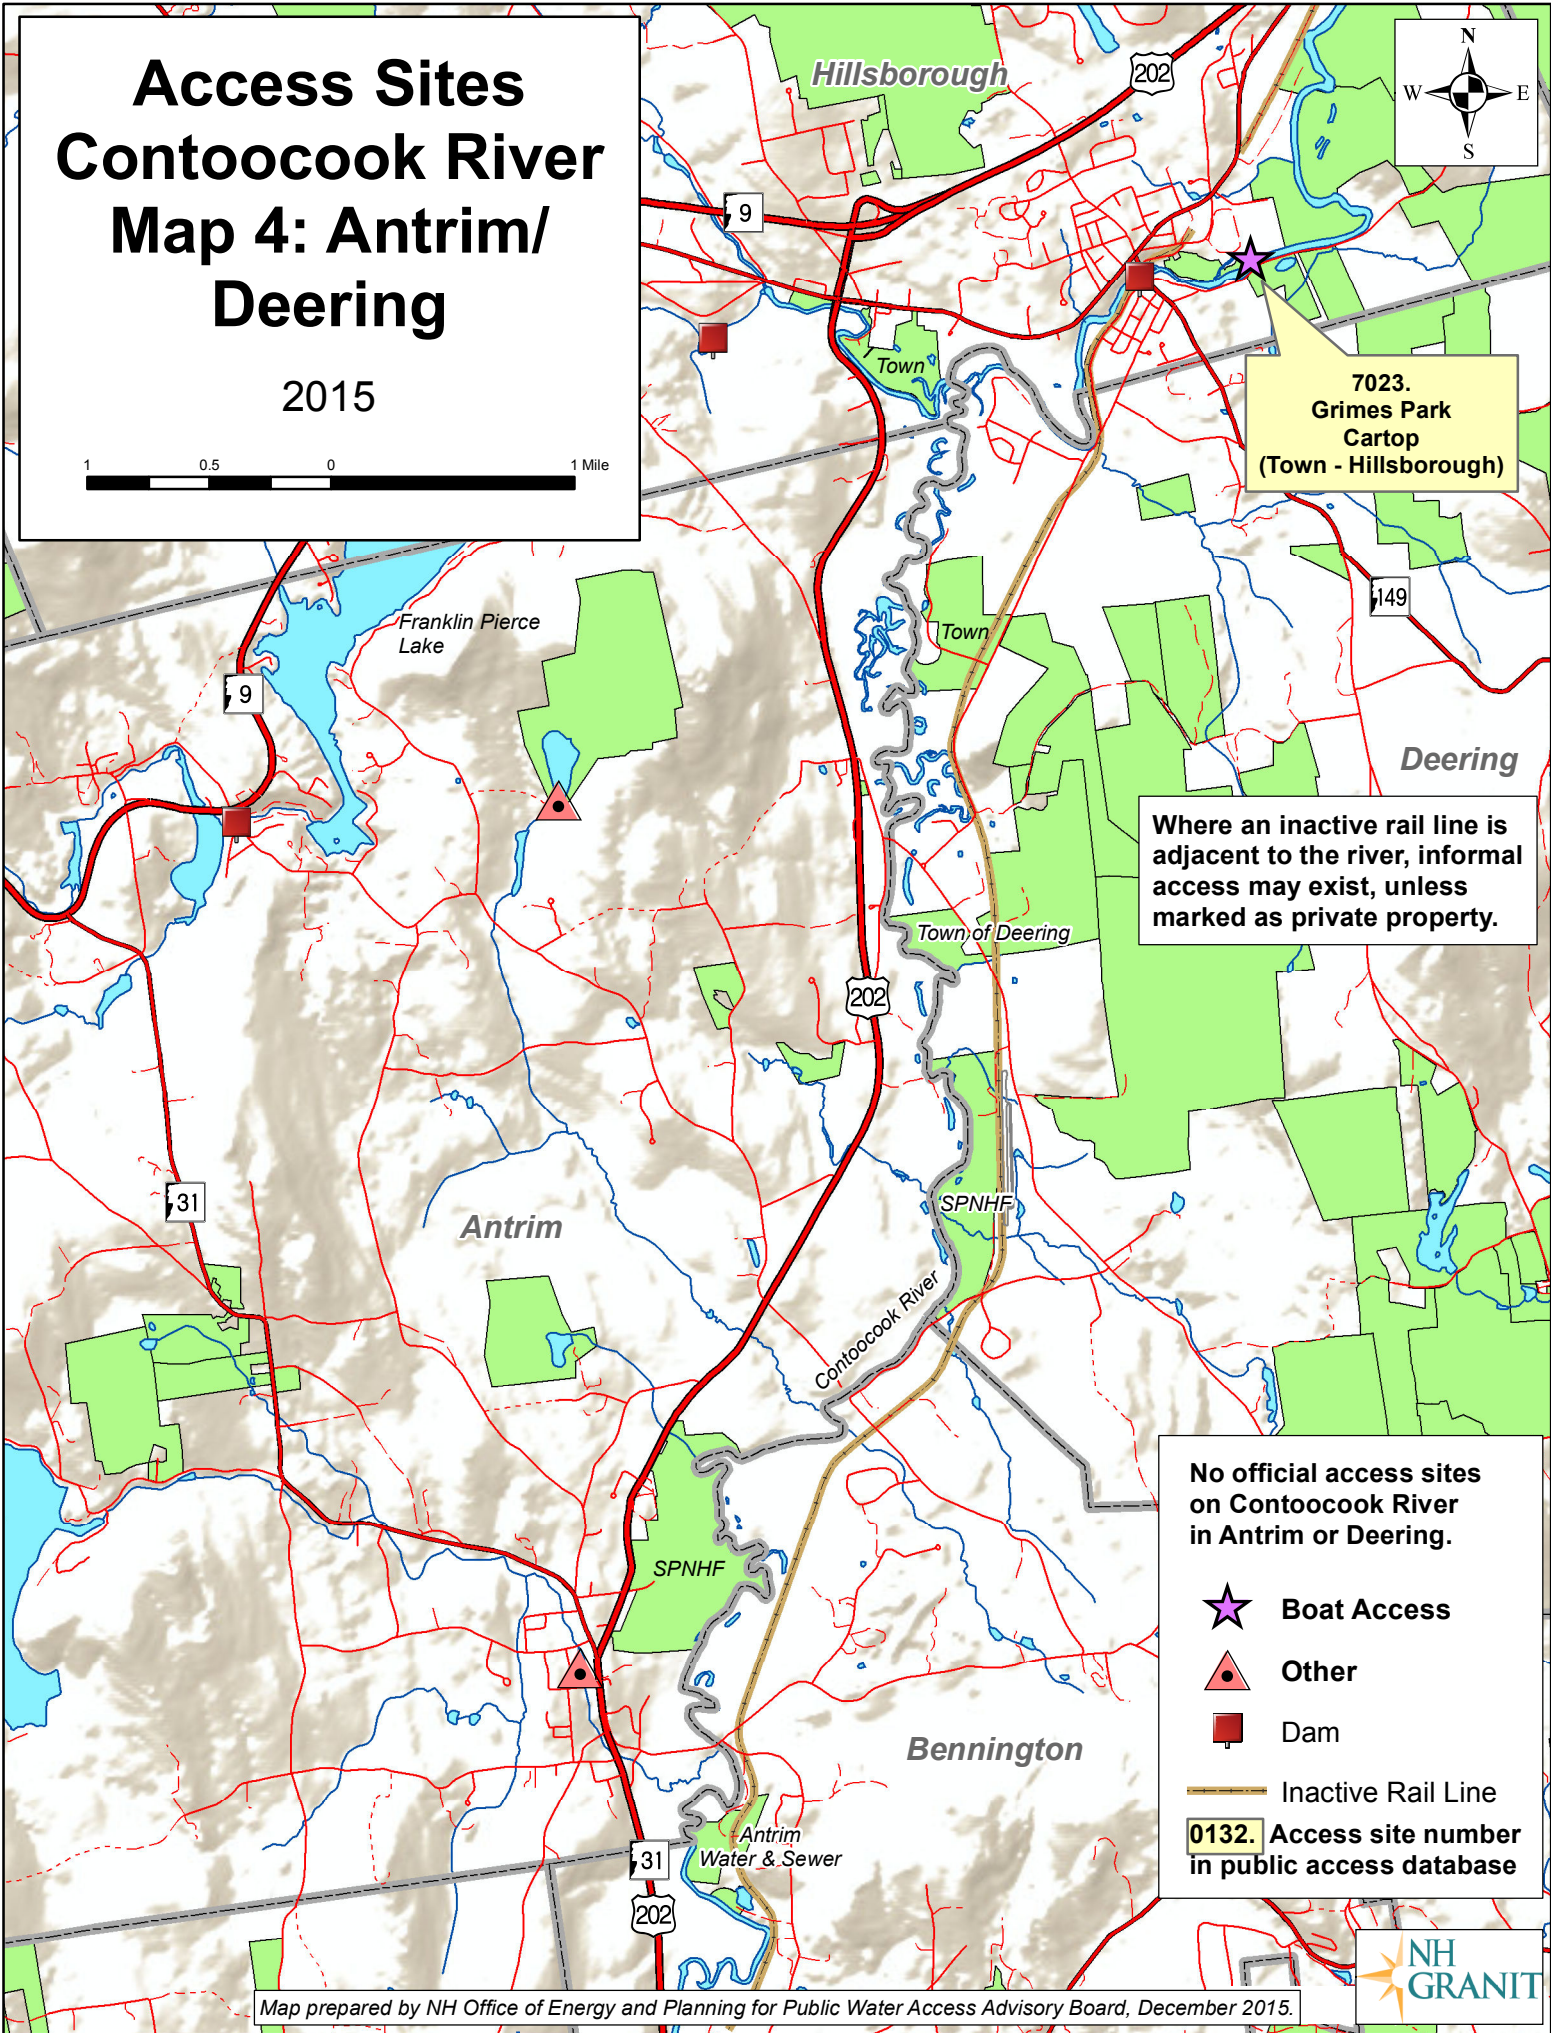 Access Sites
Contoocook River
Map 4: Antrim/
Deering
2015
1 0.5 0 1 Mile
Hillsborough
202
N
W E
S
9
Town
7023.
Grimes Park
Cartop
(Town - Hillsborough)
149
Franklin Pierce
Lake
Town
9
Deering
Where an inactive rail line is
adjacent to the river, informal
access may exist, unless
marked as private property.
Town of Deering
202
31
SPNHF
Antrim
Contoocook River
No official access sites
on Contoocook River
in Antrim or Deering.
SPNHF
Boat Access
Other
Dam
Bennington
Inactive Rail Line
0132. Access site number
in public access database
Antrim
Water & Sewer
31
202
NH
GRANIT
Map prepared by NH Office of Energy and Planning for Public Water Access Advisory Board, December 2015.